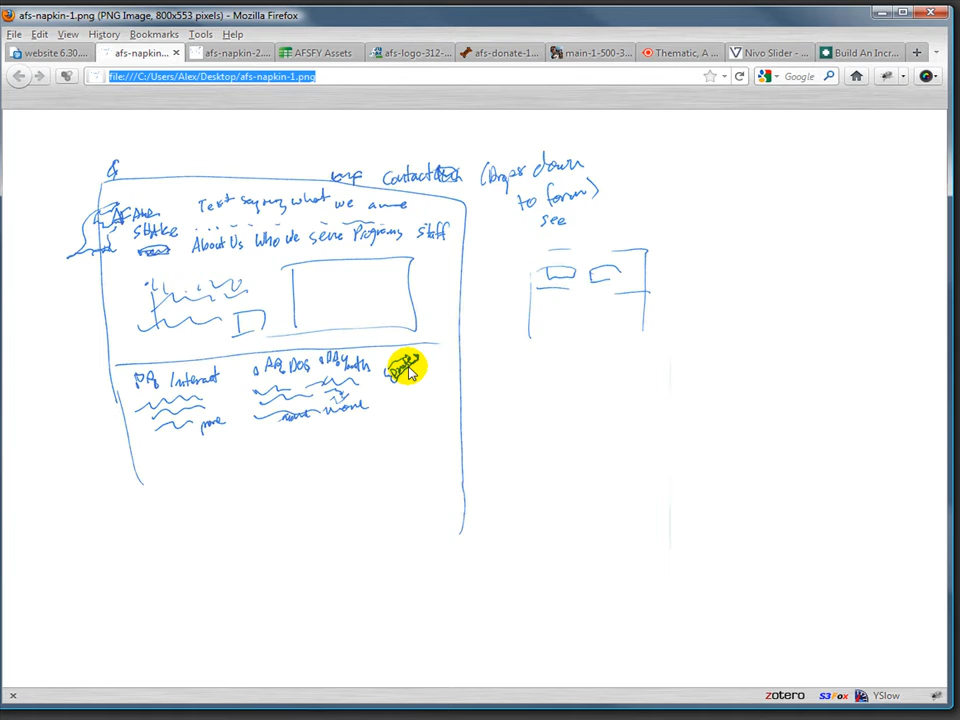 afs-napkin-1.png (PNG Image, 800x553 pixels) - Mozilla Firefox
File Edit View History Bookmarks Tools Help
website 6.30.... afs-napkin... afs-napkin-2.... AFSFY Assets afs-logo-312-... afs-donate-1... main-1-500-3... Thematic, A ... Nivo Slider - ... Build An Incr...
file:///C:/Users/Alex/Desktop/afs-napkin-1.png
Google
Contact (Drops down
to form)
see
Text saying what we
About Us Who we serve Programs staff
Interact
DOG
more
more
zotero S3Fox YSlow